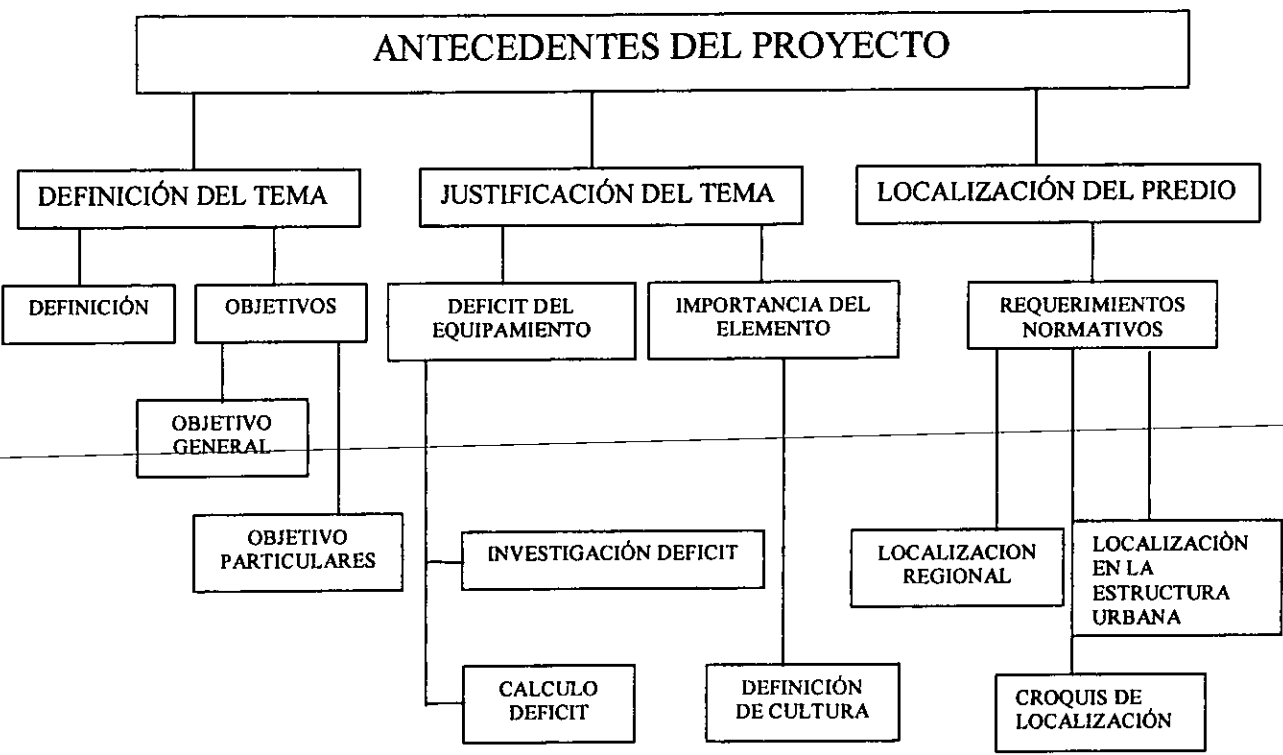 ANTECEDENTES DEL PROYECTO
DEFINICIÓN DEL TEMA
JUSTIFICACIÓN DEL TEMA
LOCALIZACIÓN DEL PREDIO
DEFINICIÓN
OBJETIVOS
DEFICIT DEL
EQUIPAMIENTO
IMPORTANCIA DEL
ELEMENTO
REQUERIMIENTOS
NORMATIVOS
OBJETIVO
GENERAL
OBJETIVO
PARTICULARES
INVESTIGACIÓN DEFICIT
LOCALIZACION
REGIONAL
LOCALIZACIÒN
EN LA
ESTRUCTURA
URBANA
CALCULO
DEFICIT
DEFINICIÓN
DE CULTURA
CROQUIS DE
LOCALIZACIÓN